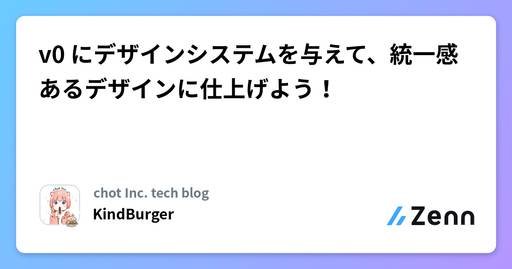 v0 にデザインシステムを与えて、統一感
あるデザインに仕上げよう！
chot Inc. tech blog
KindBurger
Zenn